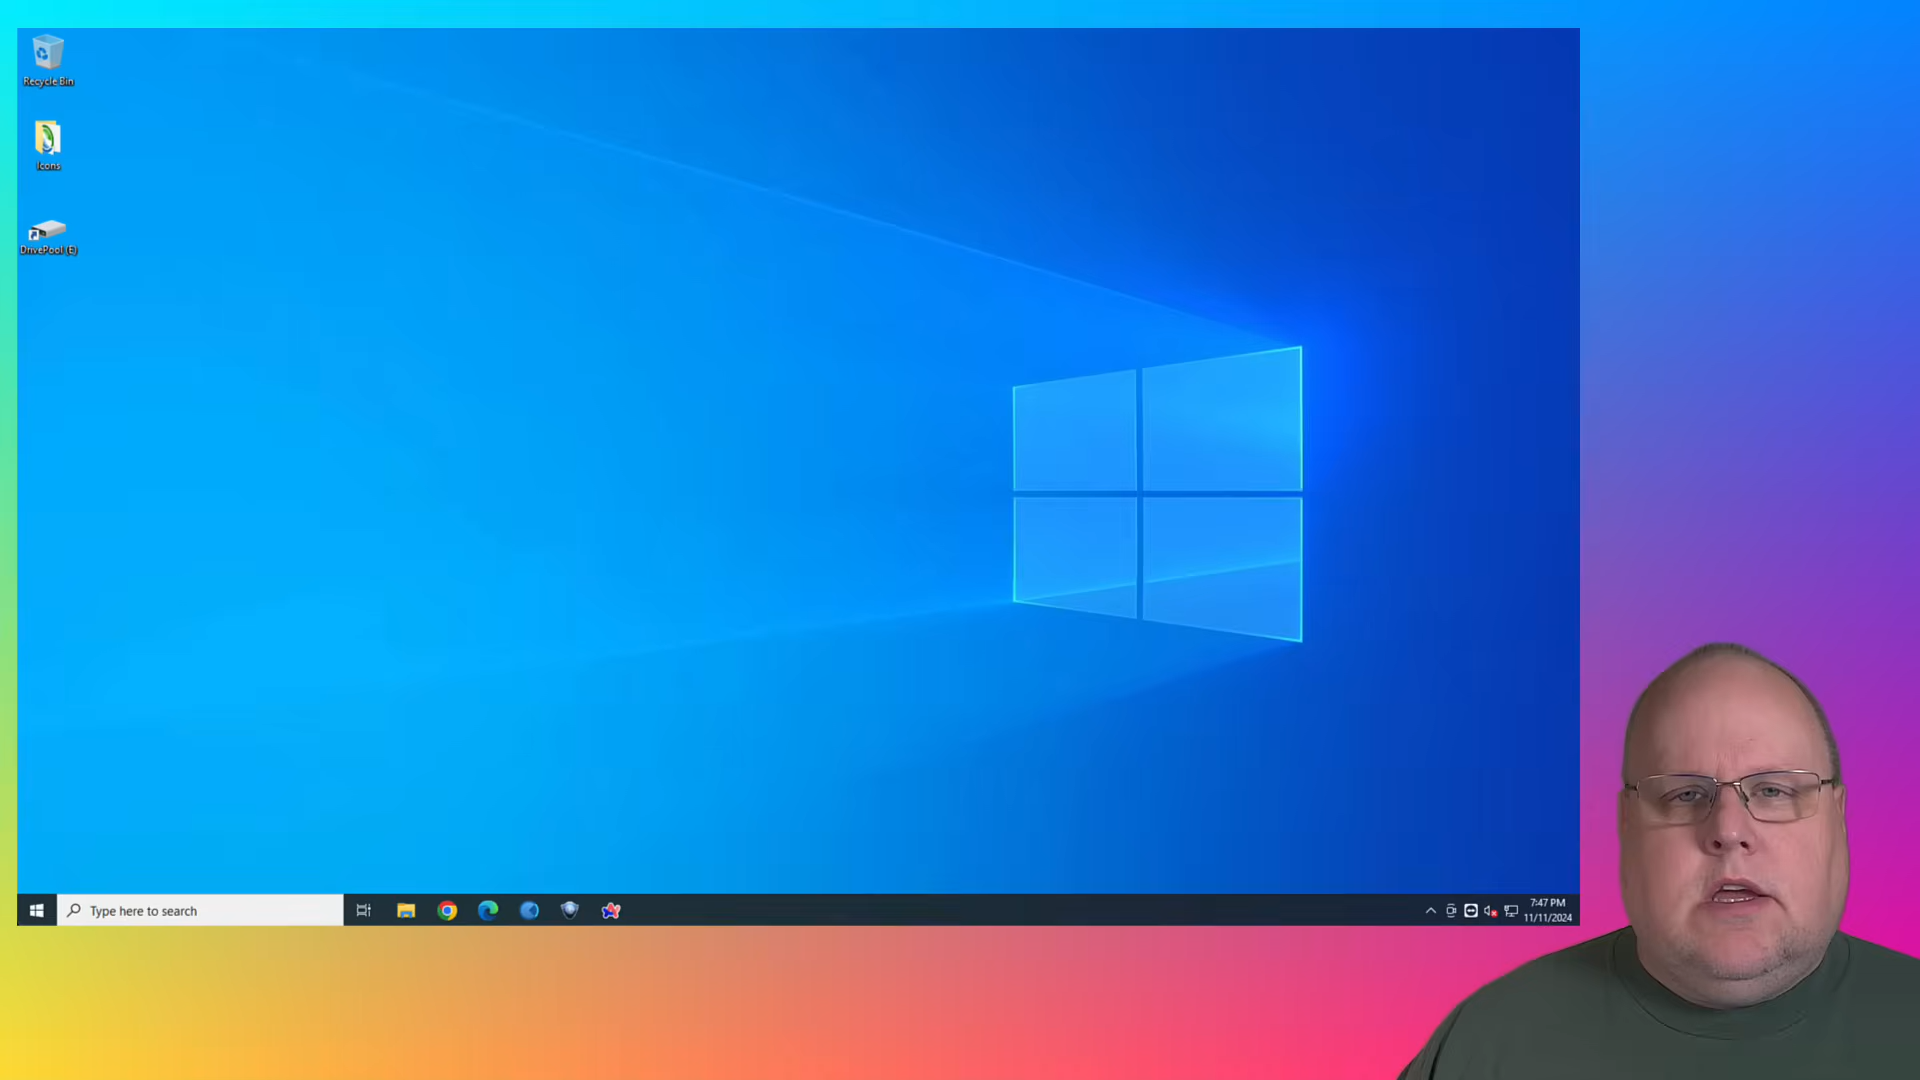 Recycle Bin
Icons
DrivePool (E)
Type here to search
7:47 PM
11/11/2024